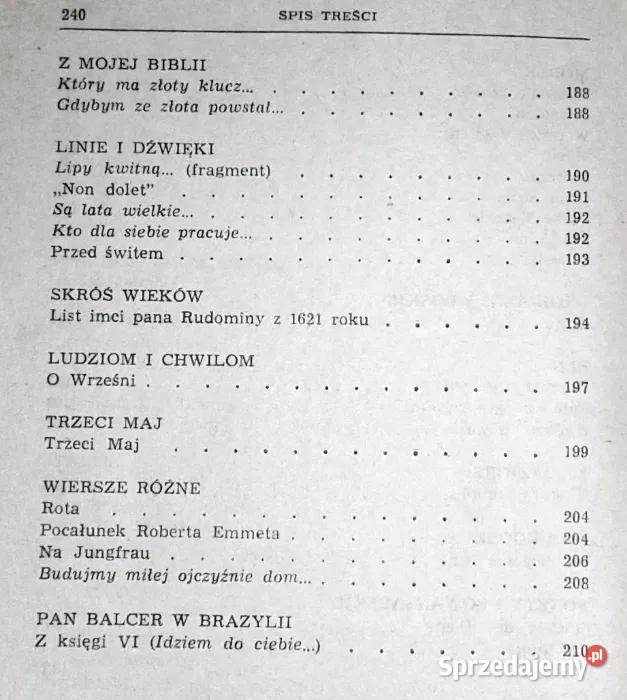 240 SPIS TREŚCI
Z MOJEJ BIBLII
Który ma złoty klucz... . . . . . . . . . 188
Gdybym ze złota powstał... . . . . . . . . 188
LINIE I DŹWIĘKI
Lipy kwitną... (fragment) . . . . . . . . 190
„Non dolet" . . . . . . . . . . . 191
Są lata wielkie... . . . . . . . . . . 192
Kto dla siebie pracuje... . . . . . . . . . 192
Przed świtem . . . . . . . . . . . 193
SKRÓŚ WIEKÓW
List imci pana Rudominy z 1621 roku . . . . . . 194
LUDZIOM I CHWILOM
O Wrześni . . . . . . . . . . . . 197
TRZECI MAJ
Trzeci Maj . . . . . . . . . . . 199
WIERSZE RÓŻNE
Rota . . . . . . . . . . . . . 204
Pocałunek Roberta Emmeta . . . . . . . . 204
Na Jungfrau . . . . . . . . . . . 206
Budujmy miłej ojczyźnie dom... . . . . . . . 208
PAN BALCER W BRAZYLII
Z księgi VI (Idziem do ciebie...) . . . . . . 210
Sprzedajemy.pl